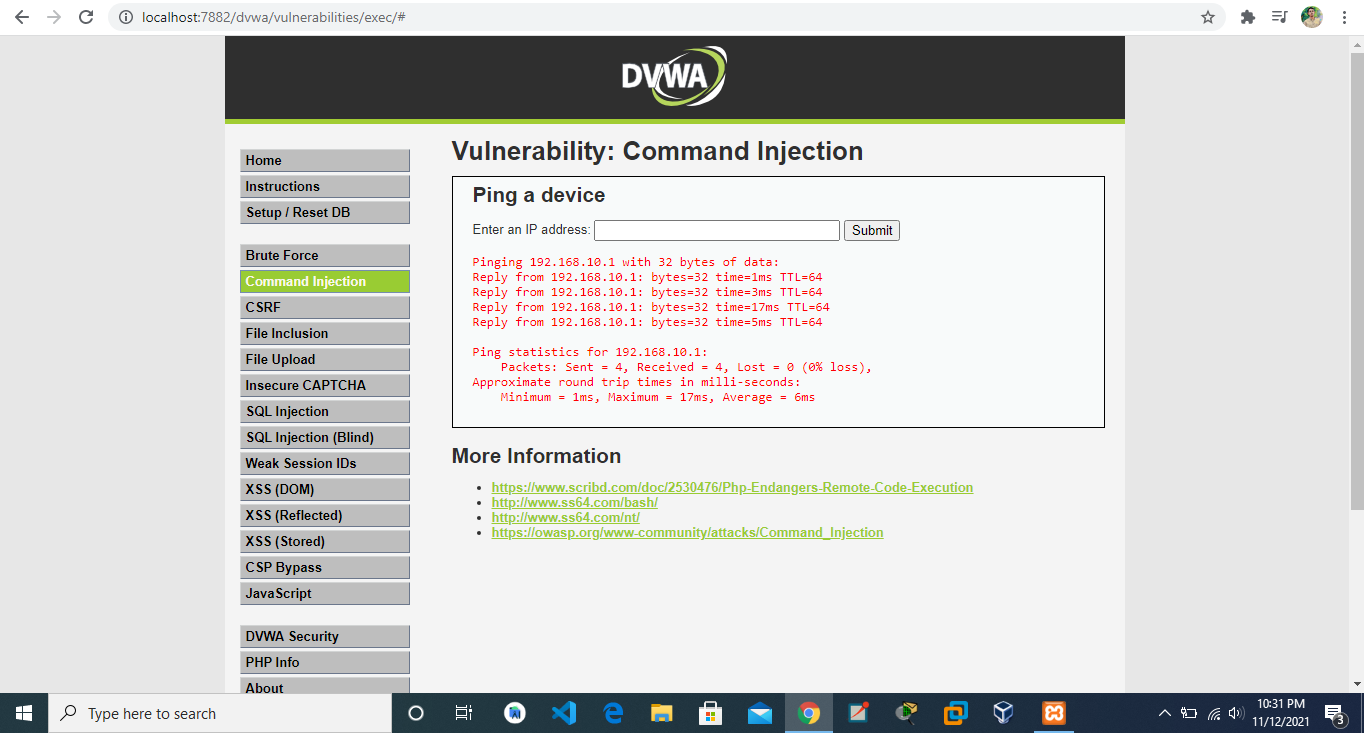 localhost:7882/dvwa/vulnerabilities/exec/#
DVWA
Home
Instructions
Setup / Reset DB
Brute Force
Command Injection
CSRF
File Inclusion
File Upload
Insecure CAPTCHA
SQL Injection
SQL Injection (Blind)
Weak Session IDs
XSS (DOM)
XSS (Reflected)
XSS (Stored)
CSP Bypass
JavaScript
DVWA Security
PHP Info
About
Vulnerability: Command Injection
Ping a device
Enter an IP address: Submit
Pinging 192.168.10.1 with 32 bytes of data:
Reply from 192.168.10.1: bytes=32 time=1ms TTL=64
Reply from 192.168.10.1: bytes=32 time=3ms TTL=64
Reply from 192.168.10.1: bytes=32 time=17ms TTL=64
Reply from 192.168.10.1: bytes=32 time=5ms TTL=64
Ping statistics for 192.168.10.1:
Packets: Sent = 4, Received = 4, Lost = 0 (0% loss),
Approximate round trip times in milli-seconds:
Minimum = 1ms, Maximum = 17ms, Average = 6ms
More Information
https://www.scribd.com/doc/2530476/Php-Endangers-Remote-Code-Execution
http://www.ss64.com/bash/
http://www.ss64.com/nt/
https://owasp.org/www-community/attacks/Command_Injection
Type here to search
10:31 PM
11/12/2021
3